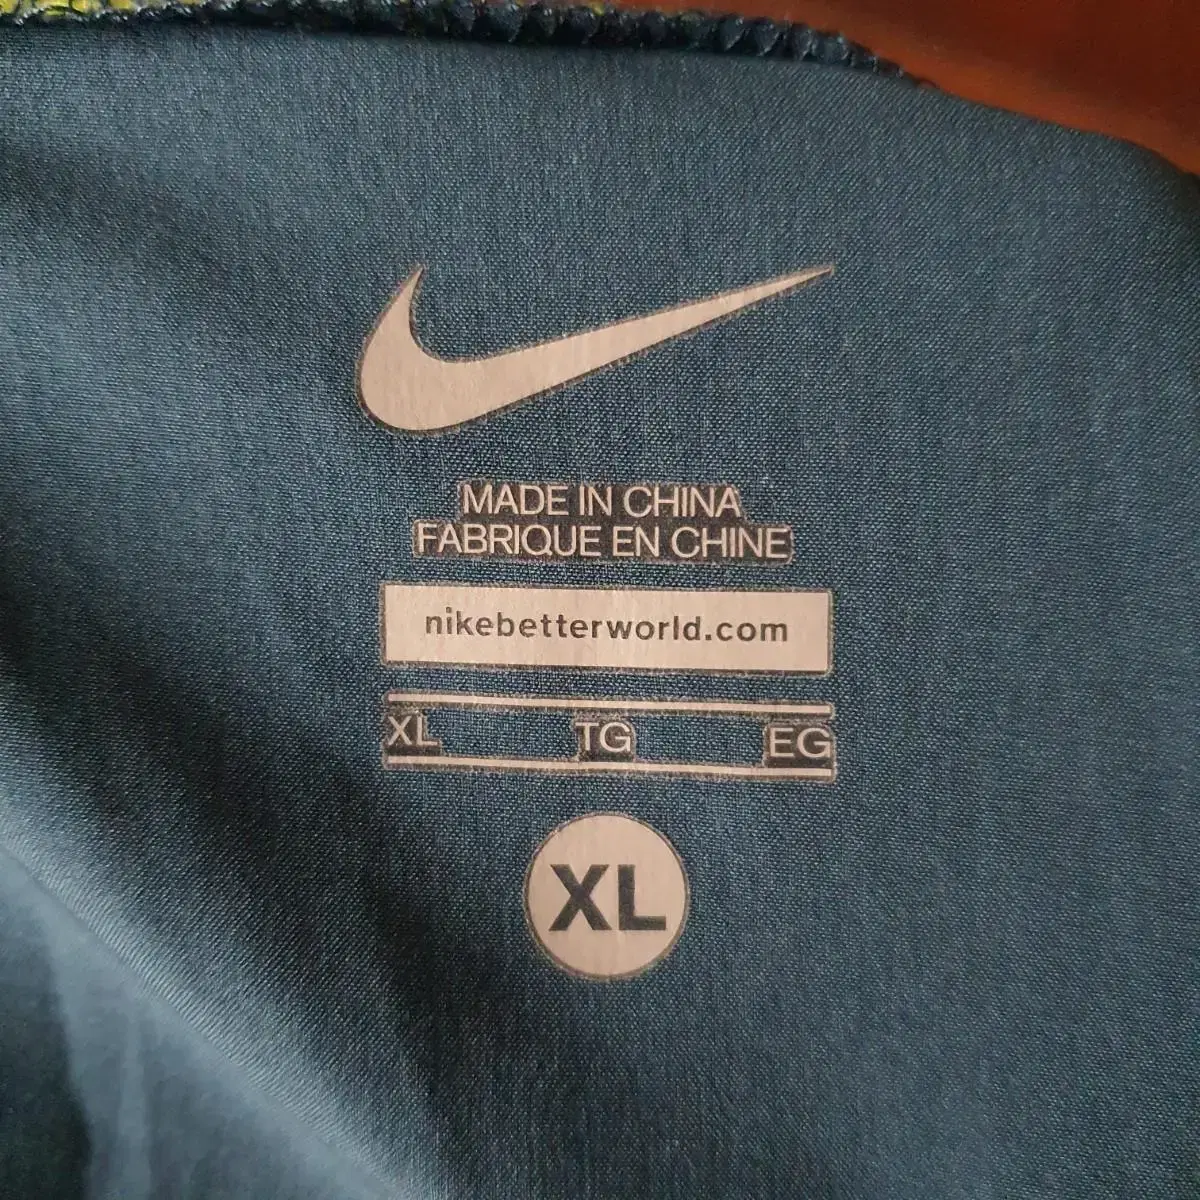 MADE IN CHINA
FABRIQUE EN CHINE
nikebetterworld.com
XL TG EG
XL